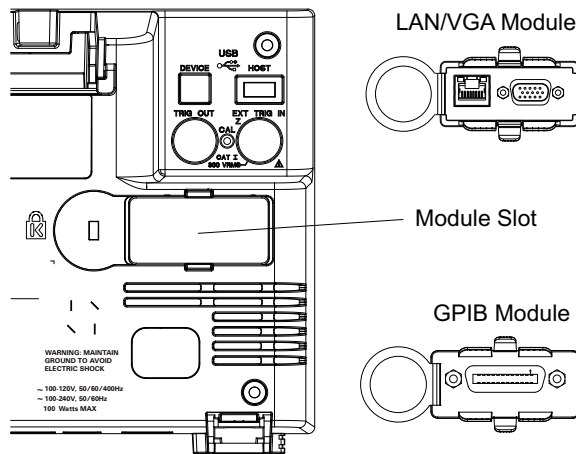 LAN/VGA Module
USB
DEVICE HOST
TRIG OUT EXT TRIG IN
Z
CAL
CAT I
300 VRMS
K
Module Slot
GPIB Module
1
WARNING: MAINTAIN
GROUND TO AVOID
ELECTRIC SHOCK
~ 100-120V, 50/60/400Hz
~ 100-240V, 50/60Hz
100 Watts MAX